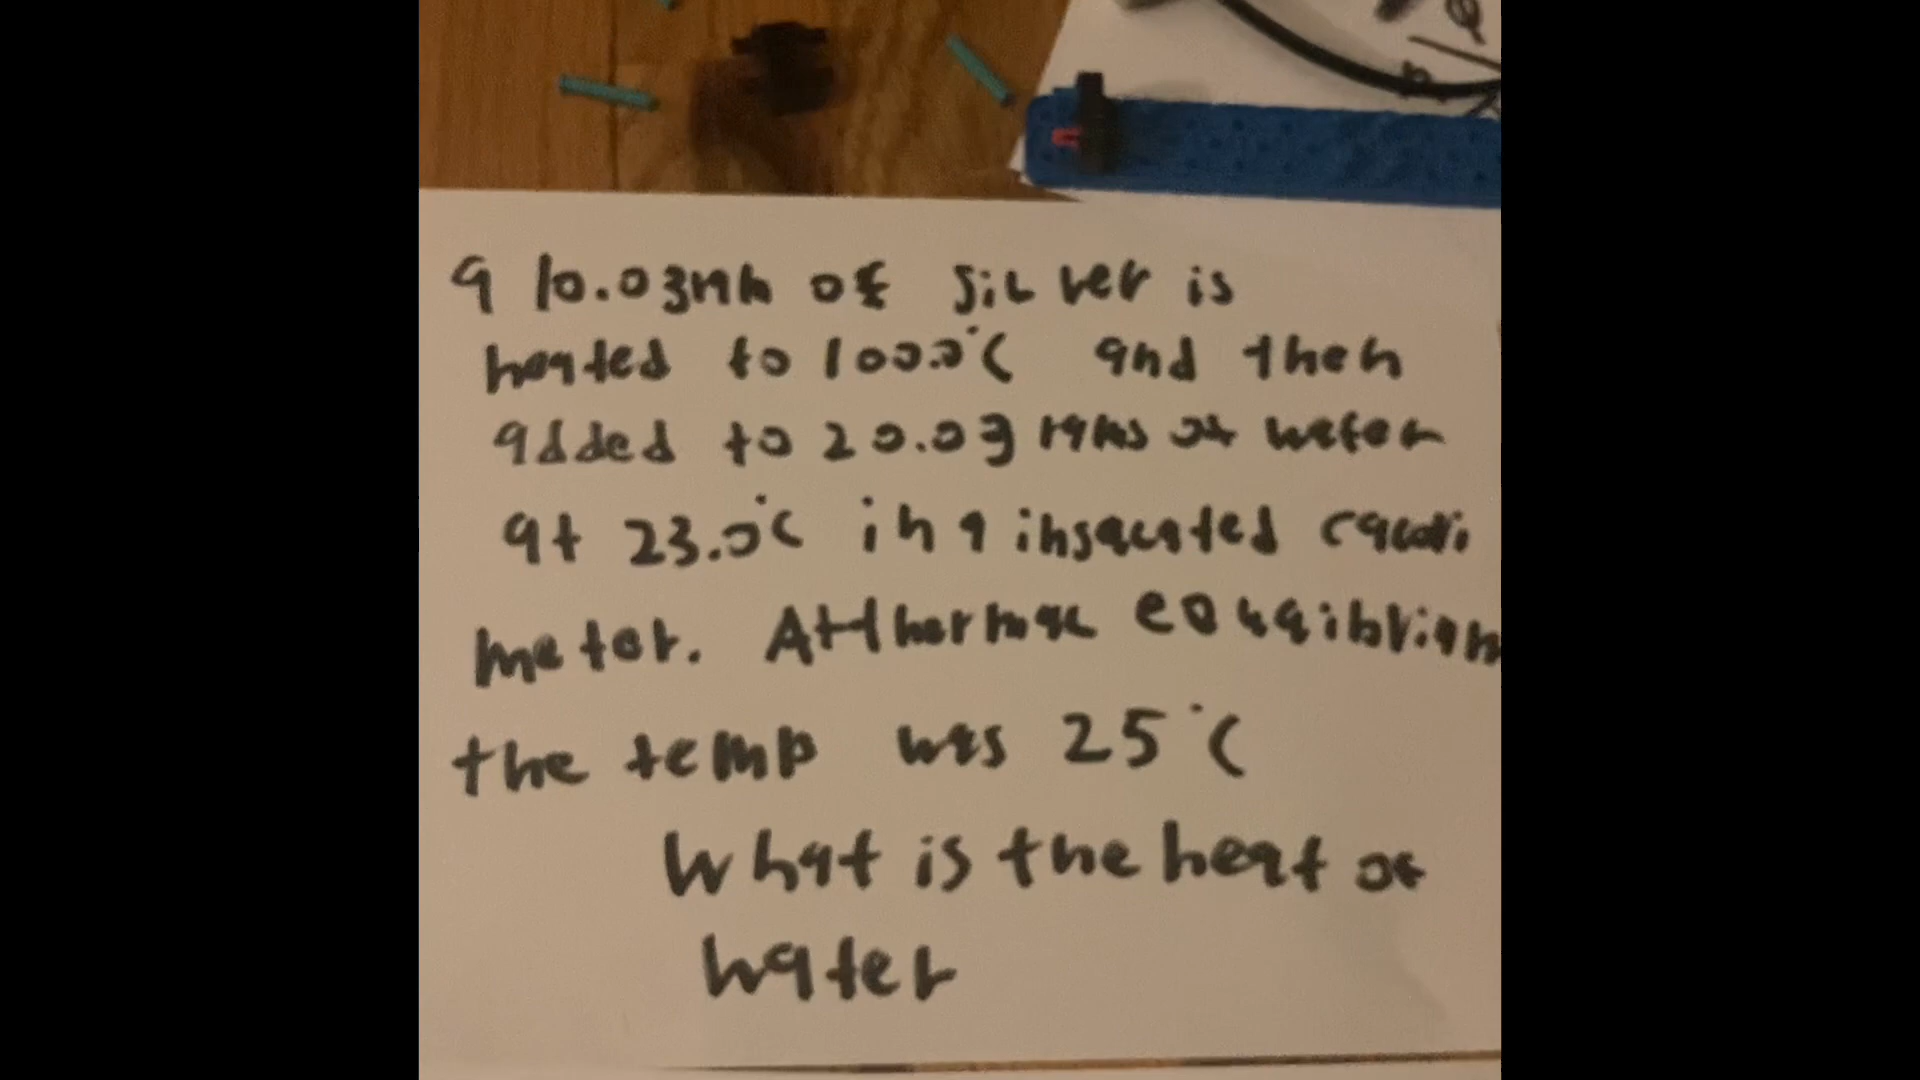 a 10.0gram of silver is
heated to 100.0°C and then
added to 20.0grams of water
at 23.0°C in a insulated calori
meter. At thermal equilibrium
the temp was 25°C
What is the heat of
water